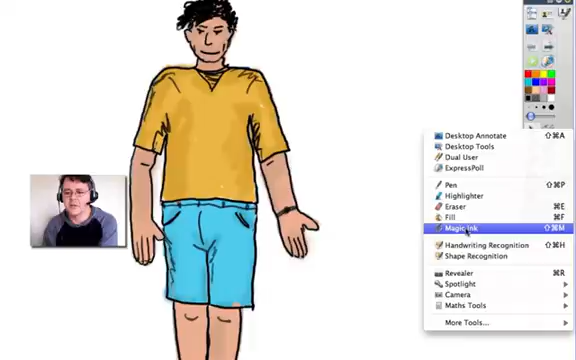 Desktop Annotate ⇧⌘A
Desktop Tools
Dual User
ExpressPoll
Pen ⇧⌘P
Highlighter
Eraser ⌘E
Fill ⌘F
Magic Ink ⇧⌘M
Handwriting Recognition ⇧⌘H
Shape Recognition
Revealer ⌘R
Spotlight
Camera
Maths Tools
More Tools...